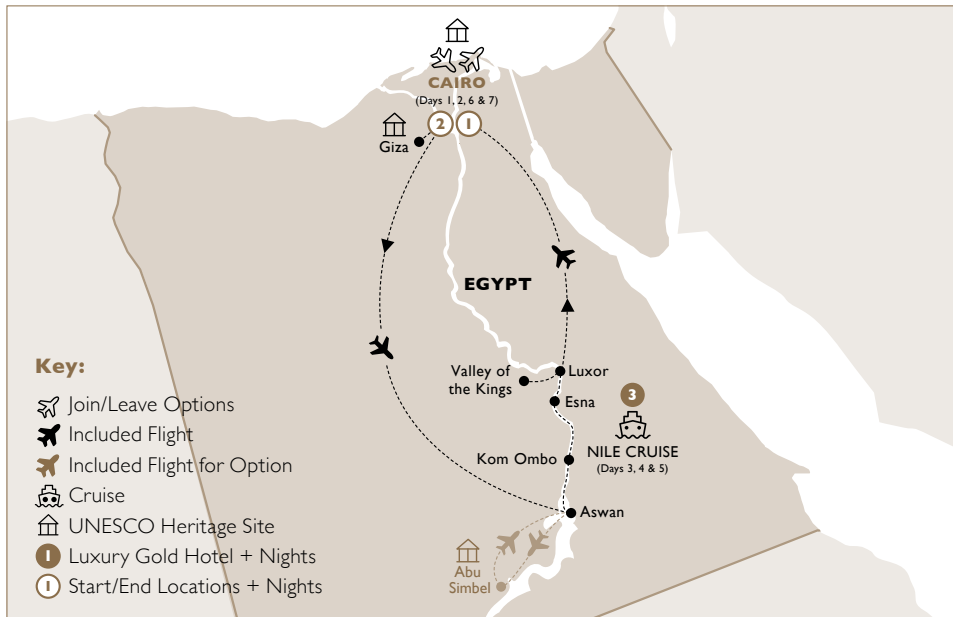 CAIRO
(Days 1, 2, 6 & 7)
2
1
Giza
EGYPT
Valley of
the Kings
Luxor
Esna
3
NILE CRUISE
(Days 3, 4 & 5)
Kom Ombo
Aswan
Abu
Simbel
Key:
Join/Leave Options
Included Flight
Included Flight for Option
Cruise
UNESCO Heritage Site
1 Luxury Gold Hotel + Nights
1 Start/End Locations + Nights